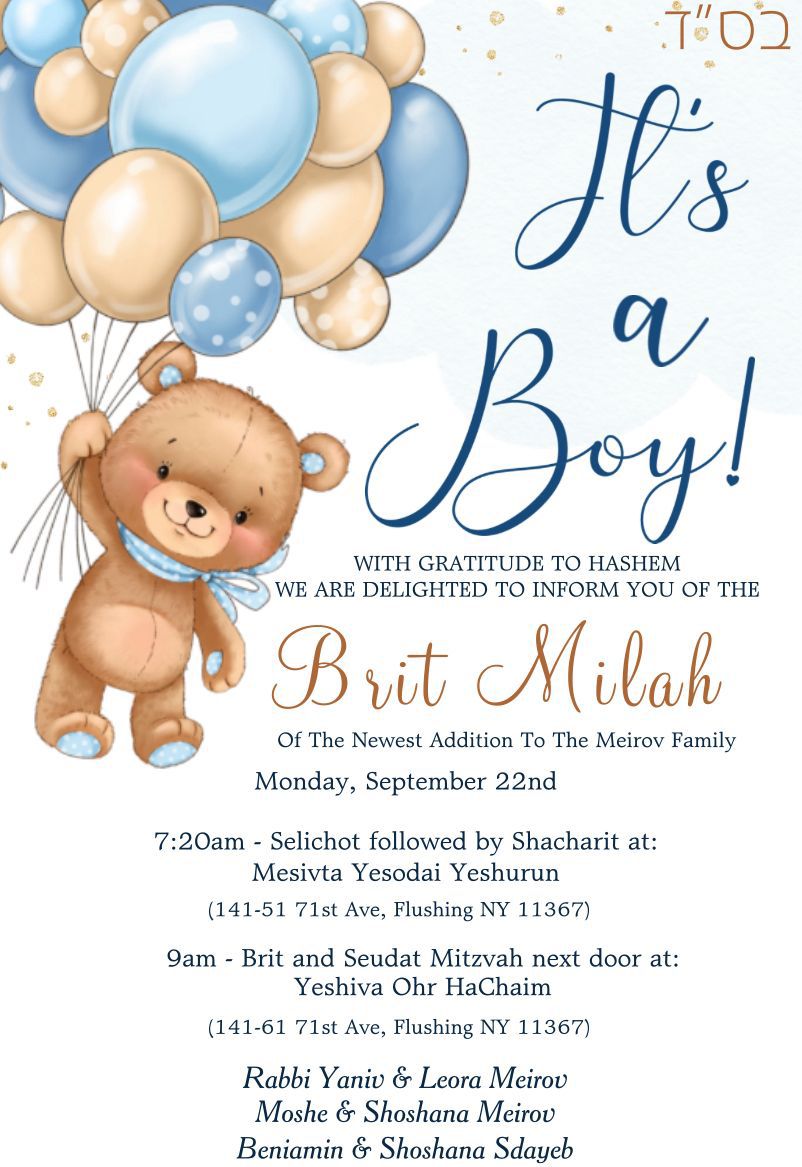 בס"ד
It's
a
Boy!
WITH GRATITUDE TO HASHEM
WE ARE DELIGHTED TO INFORM YOU OF THE
Brit Milah
Of The Newest Addition To The Meirov Family
Monday, September 22nd
7:20am - Selichot followed by Shacharit at:
Mesivta Yesodai Yeshurun
(141-51 71st Ave, Flushing NY 11367)
9am - Brit and Seudat Mitzvah next door at:
Yeshiva Ohr HaChaim
(141-61 71st Ave, Flushing NY 11367)
Rabbi Yaniv & Leora Meirov
Moshe & Shoshana Meirov
Beniamin & Shoshana Sdayeb